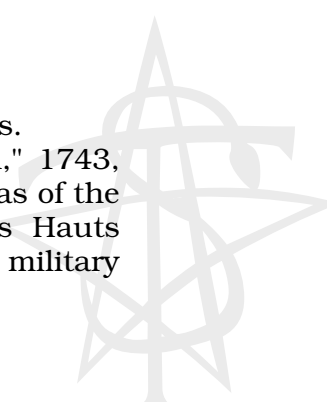 s.
," 1743,
as of the
s Hauts
military